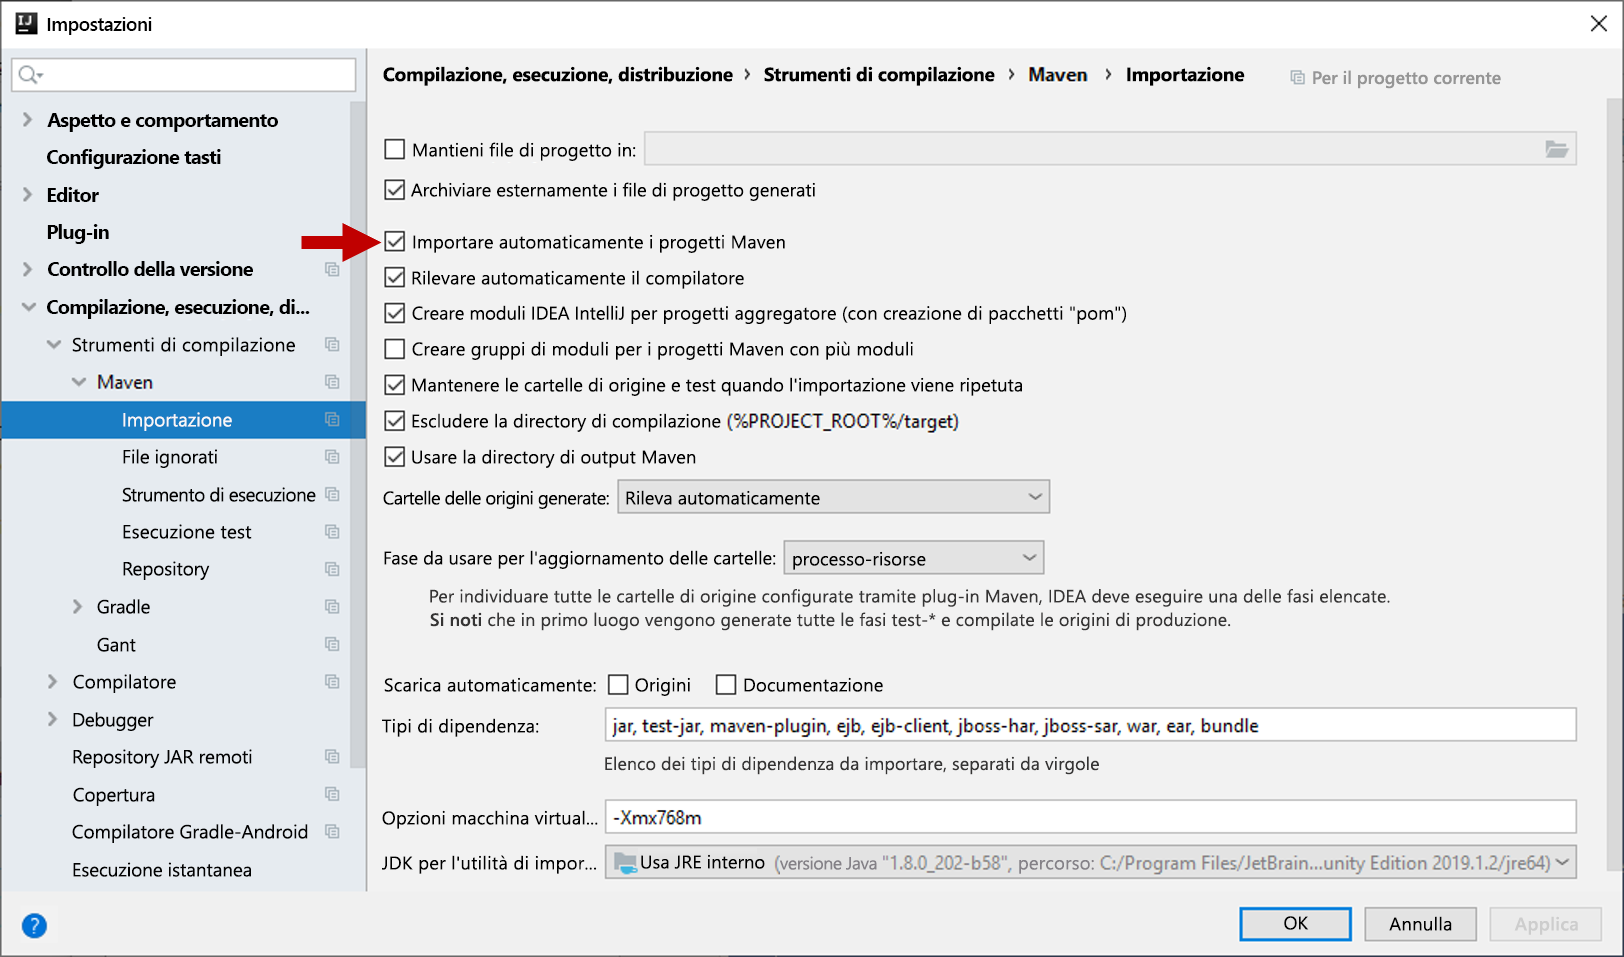 Impostazioni
Aspetto e comportamento
Configurazione tasti
Editor
Plug-in
Controllo della versione
Compilazione, esecuzione, di...
Strumenti di compilazione
Maven
Importazione
File ignorati
Strumento di esecuzione
Esecuzione test
Repository
Gradle
Gant
Compilatore
Debugger
Repository JAR remoti
Copertura
Compilatore Gradle-Android
Esecuzione istantanea
Compilazione, esecuzione, distribuzione › Strumenti di compilazione › Maven › Importazione Per il progetto corrente
Mantieni file di progetto in:
Archiviare esternamente i file di progetto generati
Importare automaticamente i progetti Maven
Rilevare automaticamente il compilatore
Creare moduli IDEA IntelliJ per progetti aggregatore (con creazione di pacchetti "pom")
Creare gruppi di moduli per i progetti Maven con più moduli
Mantenere le cartelle di origine e test quando l'importazione viene ripetuta
Escludere la directory di compilazione (%PROJECT_ROOT%/target)
Usare la directory di output Maven
Cartelle delle origini generate: Rileva automaticamente
Fase da usare per l'aggiornamento delle cartelle: processo-risorse
Per individuare tutte le cartelle di origine configurate tramite plug-in Maven, IDEA deve eseguire una delle fasi elencate.
Si noti che in primo luogo vengono generate tutte le fasi test-* e compilate le origini di produzione.
Scarica automaticamente: Origini Documentazione
Tipi di dipendenza: jar, test-jar, maven-plugin, ejb, ejb-client, jboss-har, jboss-sar, war, ear, bundle
Elenco dei tipi di dipendenza da importare, separati da virgole
Opzioni macchina virtual... -Xmx768m
JDK per l'utilità di impor... Usa JRE interno (versione Java "1.8.0_202-b58", percorso: C:/Program Files/JetBrain...unity Edition 2019.1.2/jre64)
? OK Annulla Applica